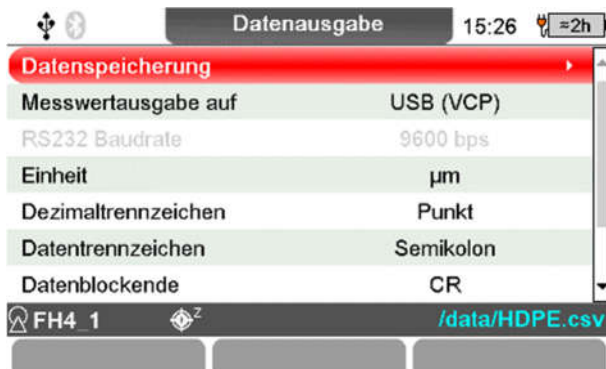 Datenausgabe 15:26 ≈2h
Datenspeicherung
Messwertausgabe auf USB (VCP)
RS232 Baudrate 9600 bps
Einheit µm
Dezimaltrennzeichen Punkt
Datentrennzeichen Semikolon
Datenblockende CR
FH4_1 Z /data/HDPE.csv